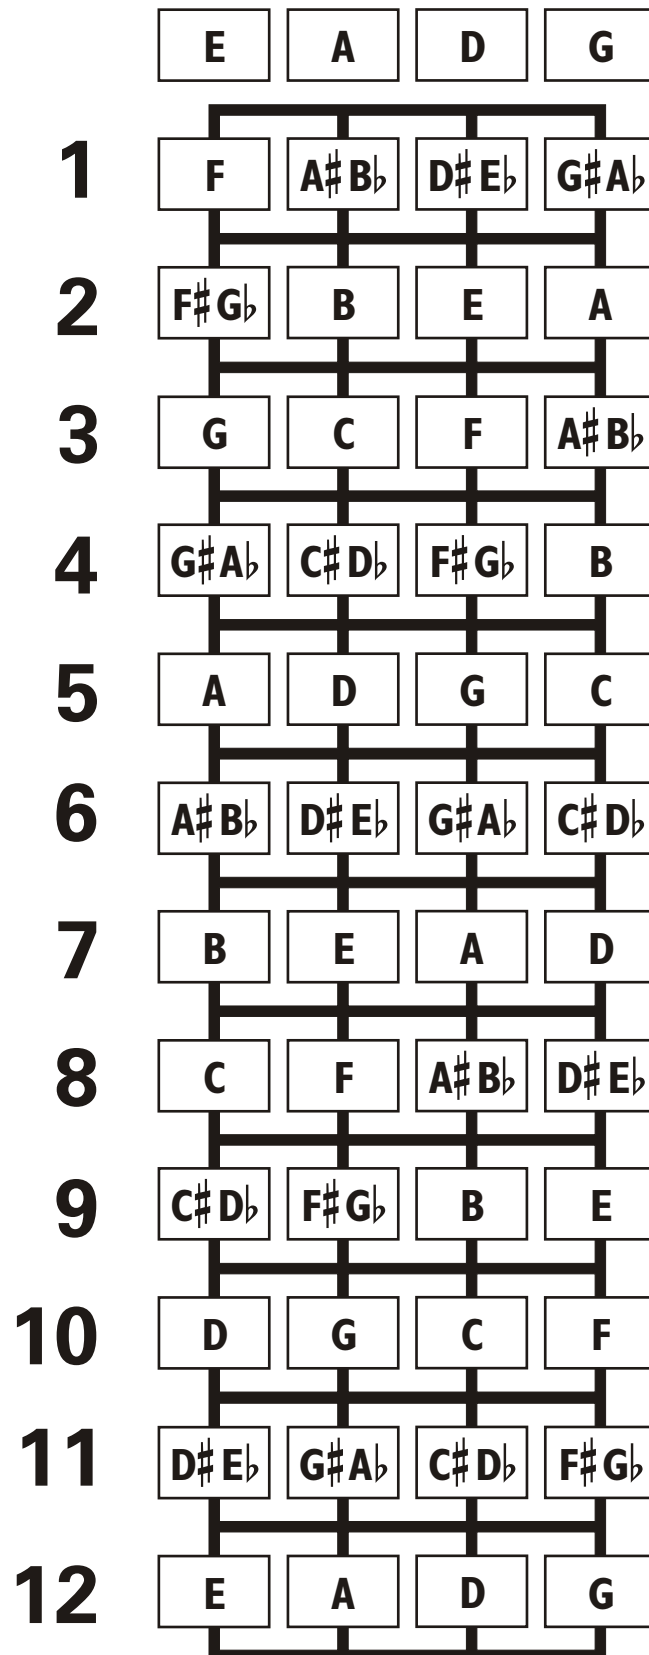 E A D G
1 F A♯B♭ D♯E♭ G♯A♭
2 F♯G♭ B E A
3 G C F A♯B♭
4 G♯A♭ C♯D♭ F♯G♭ B
5 A D G C
6 A♯B♭ D♯E♭ G♯A♭ C♯D♭
7 B E A D
8 C F A♯B♭ D♯E♭
9 C♯D♭ F♯G♭ B E
10 D G C F
11 D♯E♭ G♯A♭ C♯D♭ F♯G♭
12 E A D G